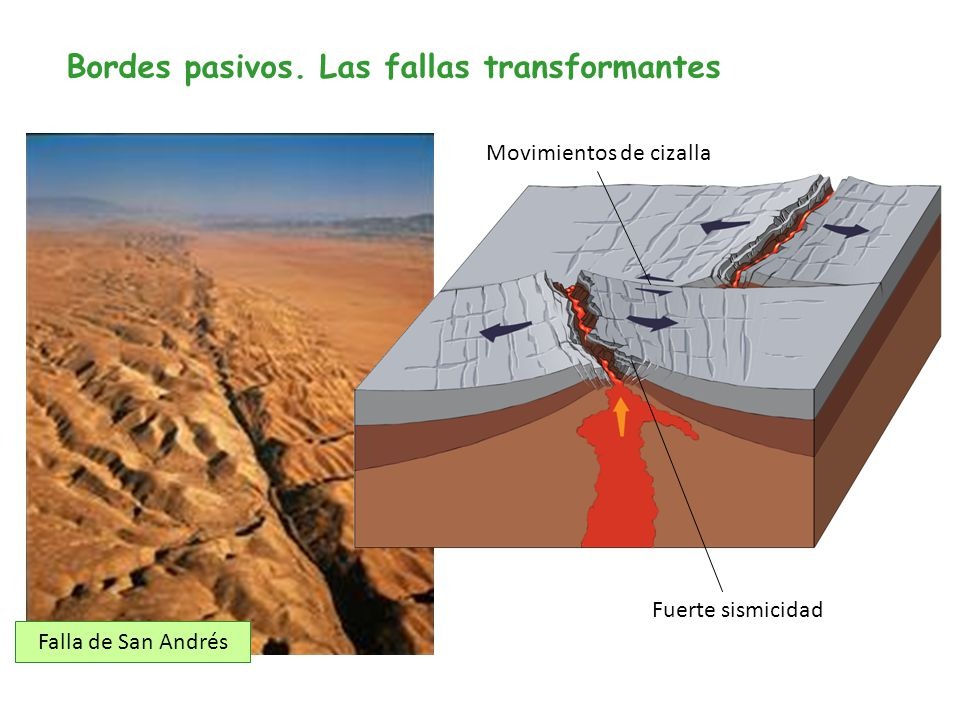 Bordes pasivos. Las fallas transformantes
Movimientos de cizalla
Fuerte sismicidad
Falla de San Andrés